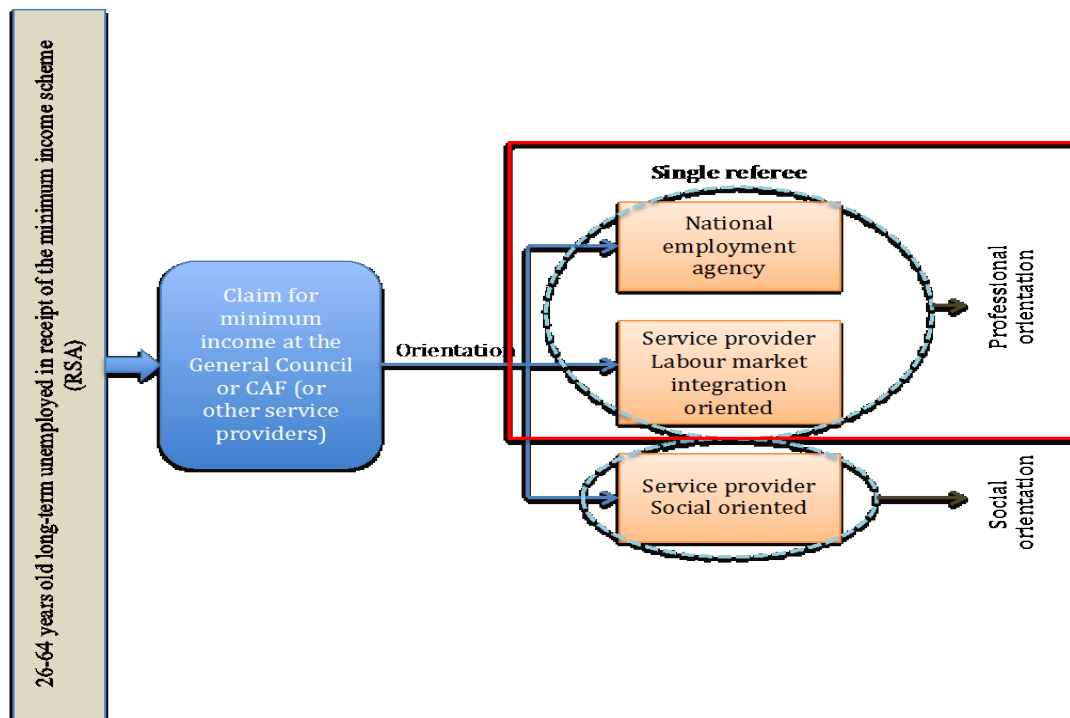 26-64 years old long-term unemployed in receipt of the minimum income scheme
(RSA)
Claim for
minimum
income at the
General Council
or CAF (or
other service
providers)
Orientation
Single referee
National
employment
agency
Service provider
Labour market
integration
oriented
Service provider
Social oriented
Professional
orientation
Social
orientation